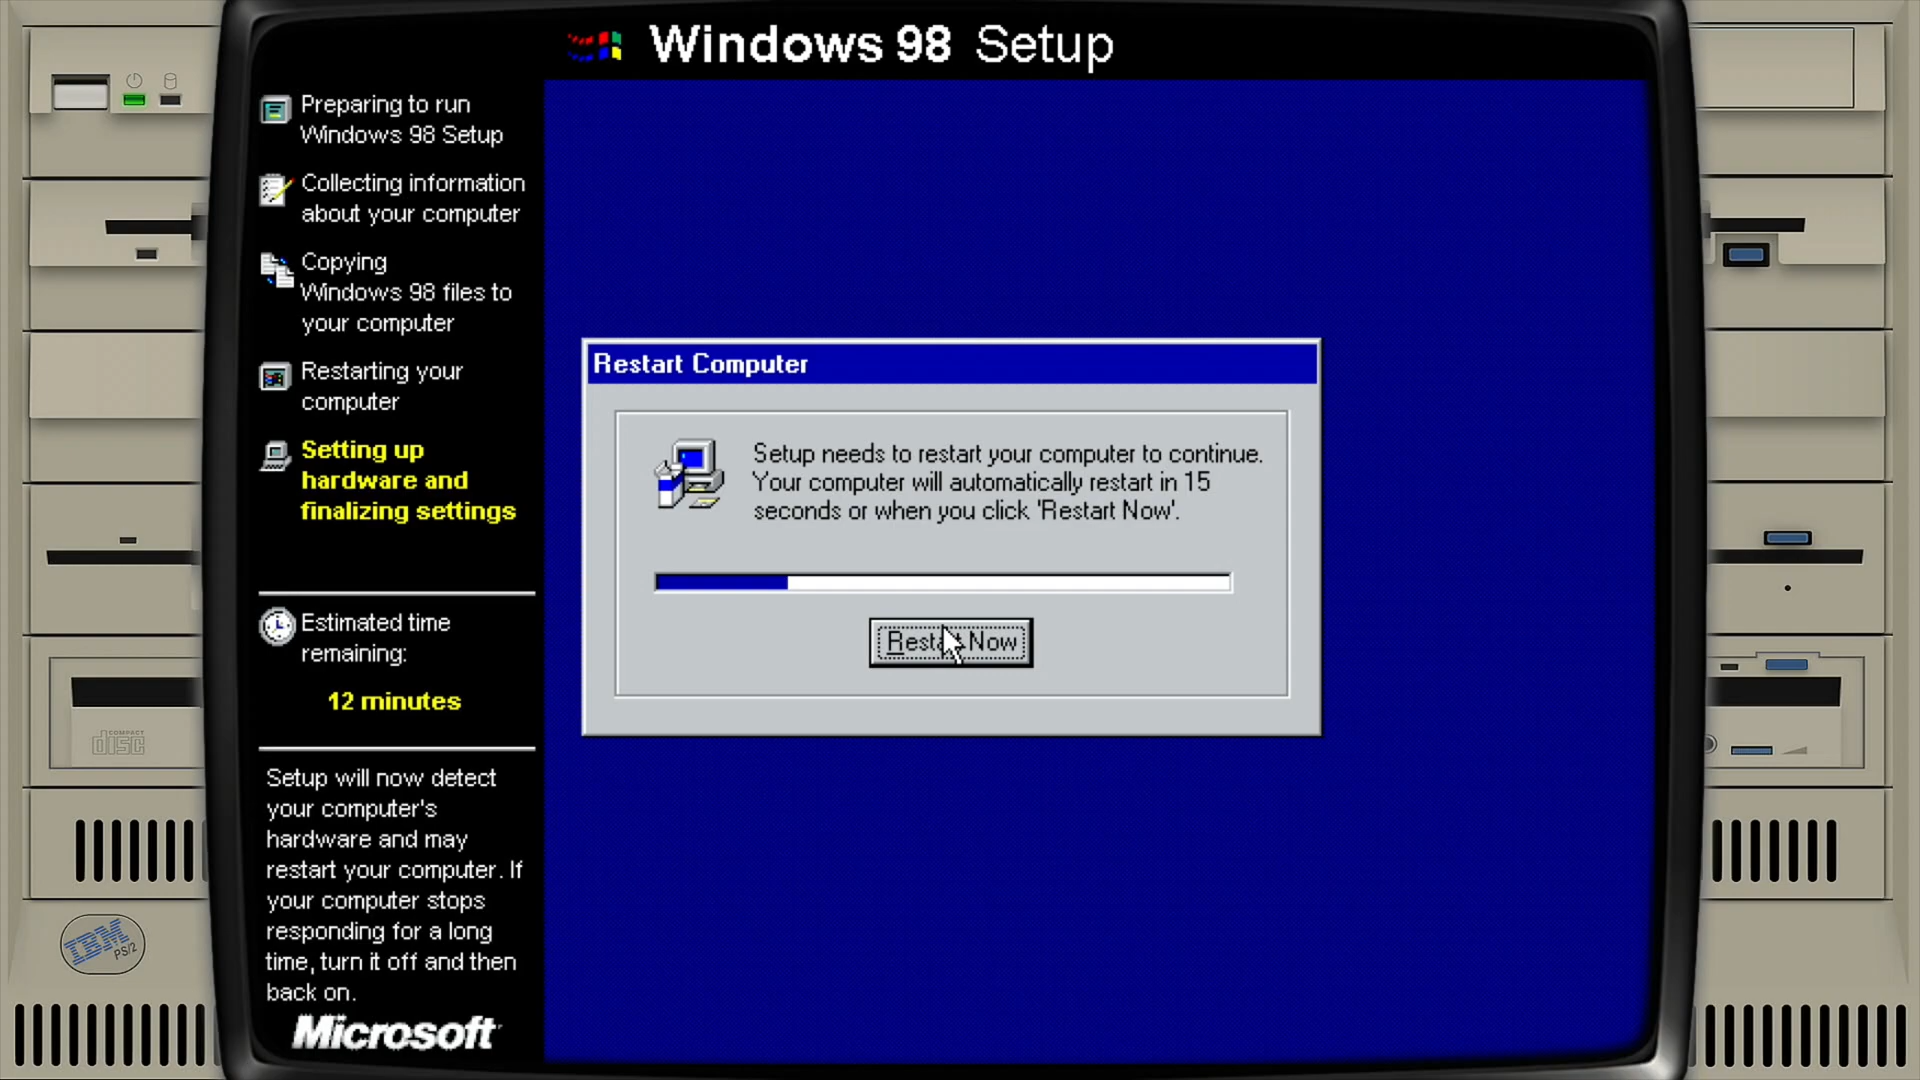 Windows 98 Setup
Preparing to run
Windows 98 Setup
Collecting information
about your computer
Copying
Windows 98 files to
your computer
Restarting your
computer
Setting up
hardware and
finalizing settings
Estimated time
remaining:
12 minutes
Setup will now detect
your computer's
hardware and may
restart your computer. If
your computer stops
responding for a long
time, turn it off and then
back on.
Microsoft
Restart Computer
Setup needs to restart your computer to continue.
Your computer will automatically restart in 15
seconds or when you click 'Restart Now'.
Restart Now
COMPACT
disc
IBM
PS/2